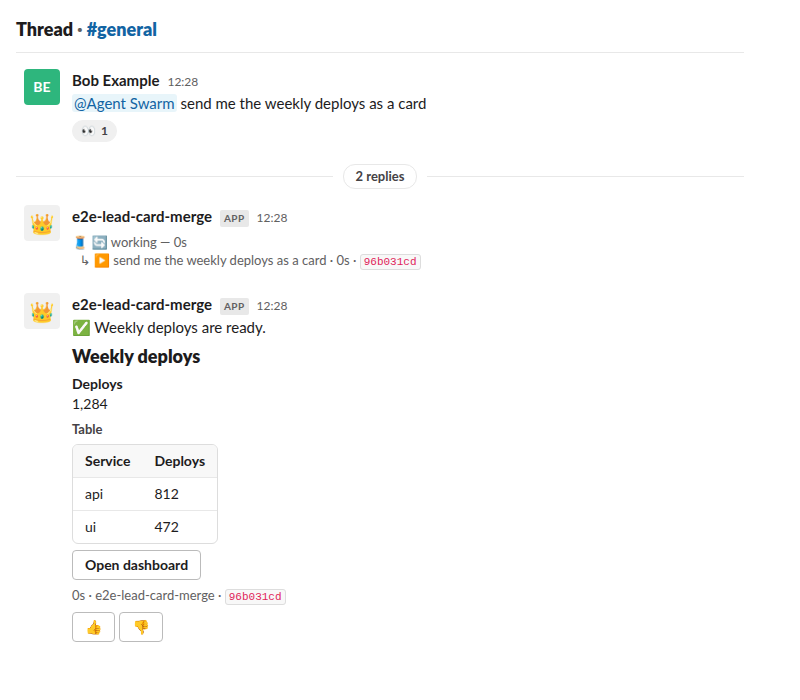 Thread • #general
BE
Bob Example 12:28
@Agent Swarm send me the weekly deploys as a card
👀 1
2 replies
e2e-lead-card-merge APP 12:28
🧵 🔄 working — 0s
↳ ▶️ send me the weekly deploys as a card · 0s · 96b031cd
e2e-lead-card-merge APP 12:28
✅ Weekly deploys are ready.
Weekly deploys
Deploys
1,284
Table
Service Deploys
api 812
ui 472
Open dashboard
0s · e2e-lead-card-merge · 96b031cd
👍 👎